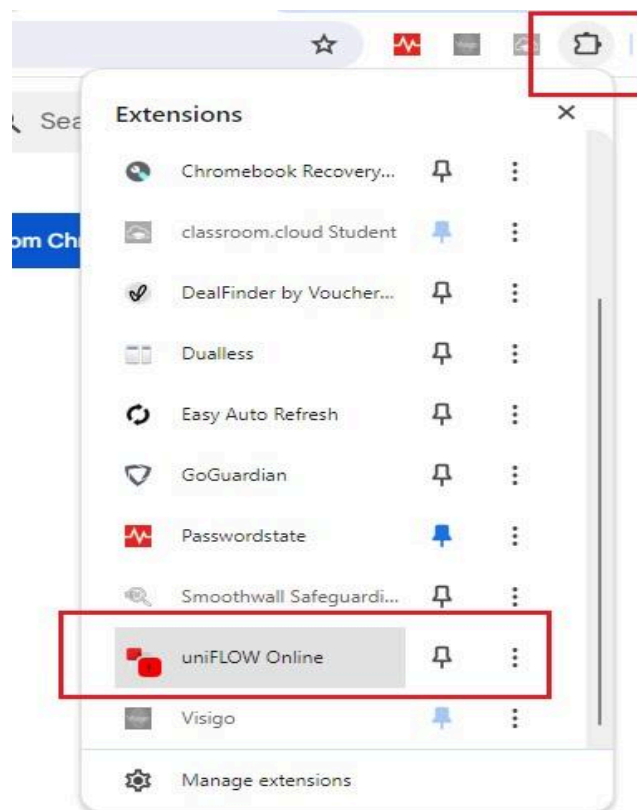 Sea
Extensions
Chromebook Recovery...
om Ch
classroom.cloud Student
DealFinder by Voucher...
Dualless
Easy Auto Refresh
GoGuardian
Passwordstate
Smoothwall Safeguardi...
uniFLOW Online
Visigo
Manage extensions